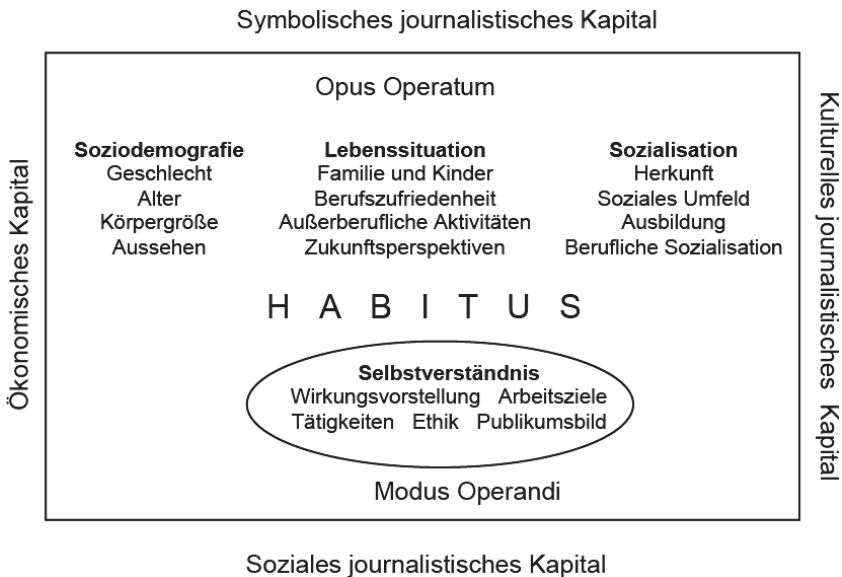 Symbolisches journalistisches Kapital
Opus Operatum
Soziodemografie
Geschlecht
Alter
Körpergröße
Aussehen
Lebenssituation
Familie und Kinder
Berufszufriedenheit
Außerberufliche Aktivitäten
Zukunftsperspektiven
Sozialisation
Herkunft
Soziales Umfeld
Ausbildung
Berufliche Sozialisation
Ökonomisches Kapital
Kulturelles journalistisches Kapital
H A B I T U S
Selbstverständnis
Wirkungsvorstellung Arbeitsziele
Tätigkeiten Ethik Publikumsbild
Modus Operandi
Soziales journalistisches Kapital